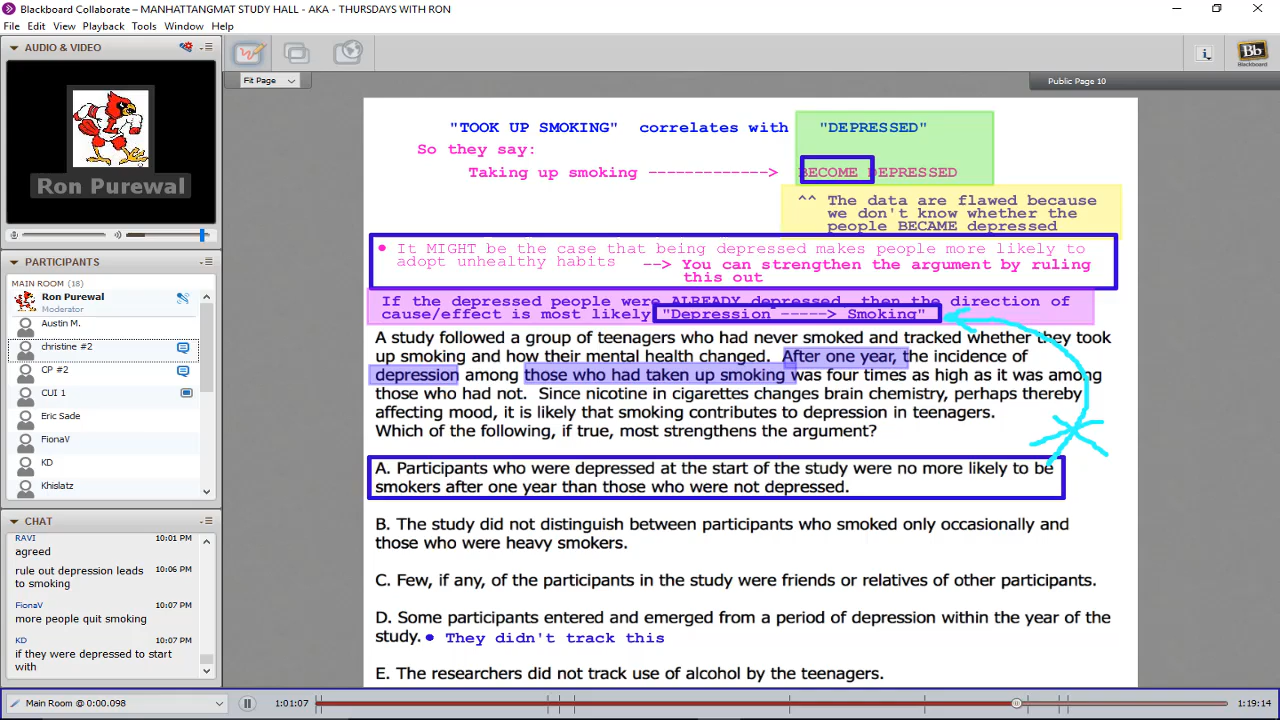 Blackboard Collaborate – MANHATTANGMAT STUDY HALL - AKA - THURSDAYS WITH RON
File Edit View Playback Tools Window Help
AUDIO & VIDEO
Ron Purewal
PARTICIPANTS
MAIN ROOM (18)
Ron Purewal
Moderator
Austin M.
christine #2
CP #2
CUI 1
Eric Sade
FionaV
KD
Khislatz
CHAT
RAVI 10:01 PM
agreed
10:06 PM
rule out depression leads
to smoking
FionaV 10:07 PM
more people quit smoking
KD 10:07 PM
if they were depressed to start
with
Main Room @ 0:00.098
Fit Page
Public Page 10
Bb
Blackboard
"TOOK UP SMOKING" correlates with "DEPRESSED"
So they say:
Taking up smoking -------------> BECOME DEPRESSED
^^ The data are flawed because
we don't know whether the
people BECAME depressed
• It MIGHT be the case that being depressed makes people more likely to
adopt unhealthy habits --> You can strengthen the argument by ruling
this out
If the depressed people were ALREADY depressed, then the direction of
cause/effect is most likely "Depression -----> Smoking"
A study followed a group of teenagers who had never smoked and tracked whether they took
up smoking and how their mental health changed. After one year, the incidence of
depression among those who had taken up smoking was four times as high as it was among
those who had not. Since nicotine in cigarettes changes brain chemistry, perhaps thereby
affecting mood, it is likely that smoking contributes to depression in teenagers.
Which of the following, if true, most strengthens the argument?
A. Participants who were depressed at the start of the study were no more likely to be
smokers after one year than those who were not depressed.
B. The study did not distinguish between participants who smoked only occasionally and
those who were heavy smokers.
C. Few, if any, of the participants in the study were friends or relatives of other participants.
D. Some participants entered and emerged from a period of depression within the year of the
study. • They didn't track this
E. The researchers did not track use of alcohol by the teenagers.
1:01:07
1:19:14